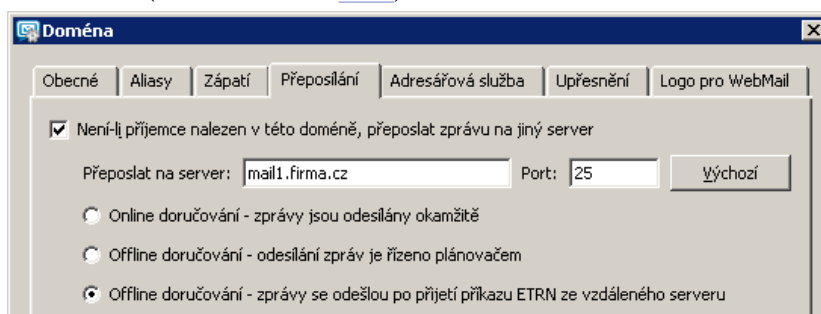 Doména
Obecné Aliasy Zápatí Přeposílání Adresářová služba Upřesnění Logo pro WebMail
Není-li příjemce nalezen v této doméně, přeposlat zprávu na jiný server
Přeposlat na server: mail1.firma.cz Port: 25 Výchozí
Online doručování - zprávy jsou odesílány okamžitě
Offline doručování - odesílání zpráv je řízeno plánovačem
Offline doručování - zprávy se odešlou po přijetí příkazu ETRN ze vzdáleného serveru